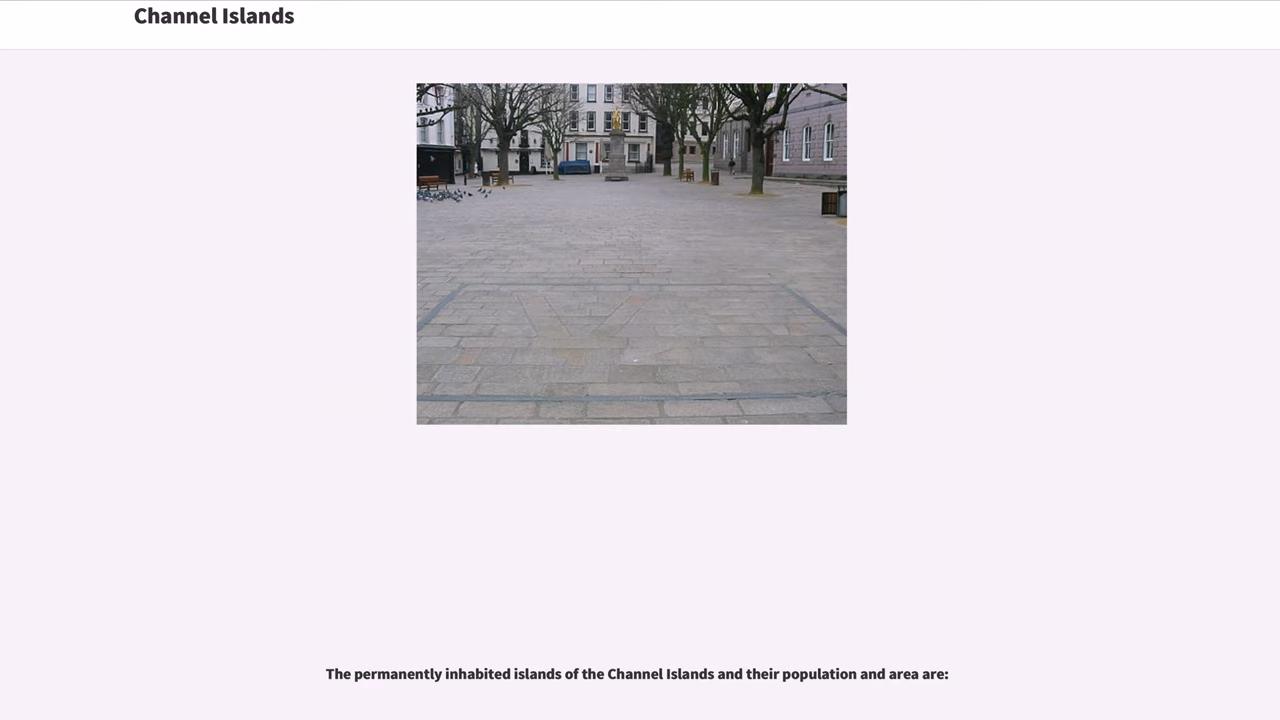 Channel Islands
The permanently inhabited islands of the Channel Islands and their population and area are: